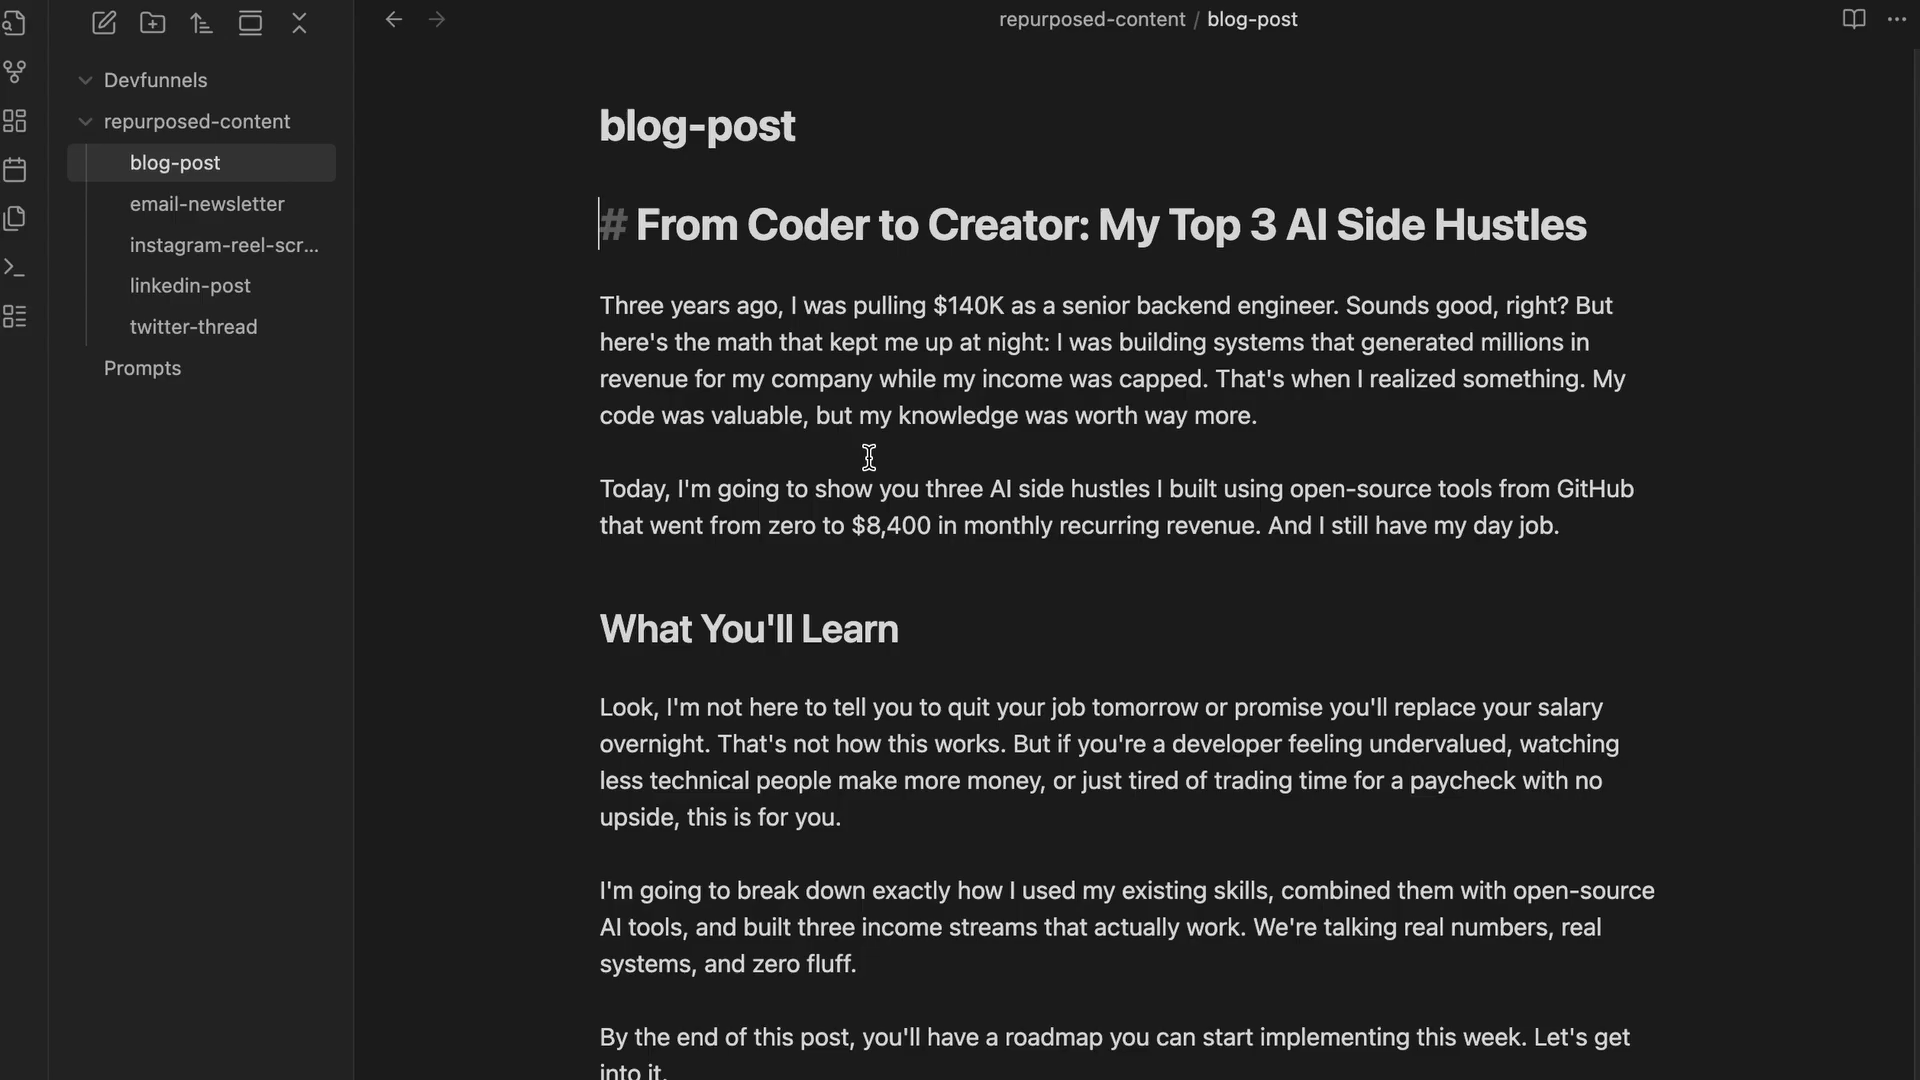 repurposed-content / blog-post
Devfunnels
repurposed-content
blog-post
email-newsletter
instagram-reel-scr...
linkedin-post
twitter-thread
Prompts
blog-post
# From Coder to Creator: My Top 3 AI Side Hustles
Three years ago, I was pulling $140K as a senior backend engineer. Sounds good, right? But
here's the math that kept me up at night: I was building systems that generated millions in
revenue for my company while my income was capped. That's when I realized something. My
code was valuable, but my knowledge was worth way more.
Today, I'm going to show you three AI side hustles I built using open-source tools from GitHub
that went from zero to $8,400 in monthly recurring revenue. And I still have my day job.
What You'll Learn
Look, I'm not here to tell you to quit your job tomorrow or promise you'll replace your salary
overnight. That's not how this works. But if you're a developer feeling undervalued, watching
less technical people make more money, or just tired of trading time for a paycheck with no
upside, this is for you.
I'm going to break down exactly how I used my existing skills, combined them with open-source
AI tools, and built three income streams that actually work. We're talking real numbers, real
systems, and zero fluff.
By the end of this post, you'll have a roadmap you can start implementing this week. Let's get
into it.